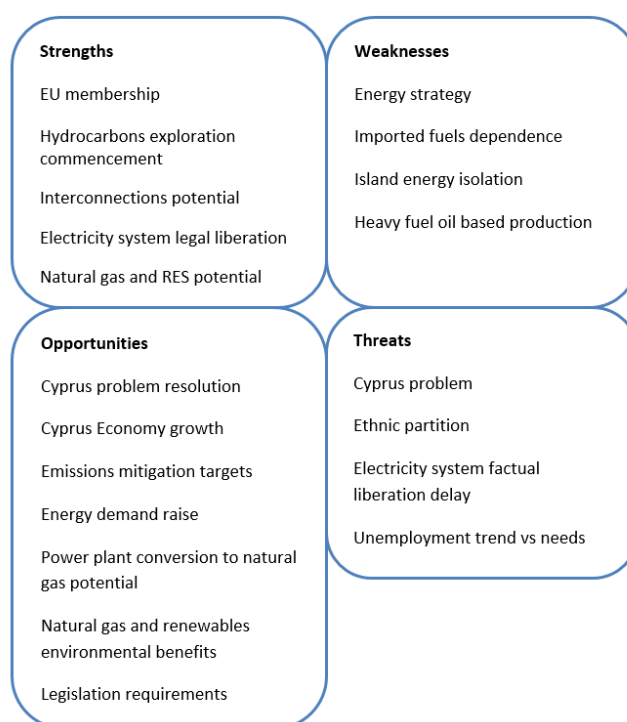 Strengths
EU membership
Hydrocarbons exploration
commencement
Interconnections potential
Electricity system legal liberation
Natural gas and RES potential
Weaknesses
Energy strategy
Imported fuels dependence
Island energy isolation
Heavy fuel oil based production
Opportunities
Cyprus problem resolution
Cyprus Economy growth
Emissions mitigation targets
Energy demand raise
Power plant conversion to natural
gas potential
Natural gas and renewables
environmental benefits
Legislation requirements
Threats
Cyprus problem
Ethnic partition
Electricity system factual
liberation delay
Unemployment trend vs needs